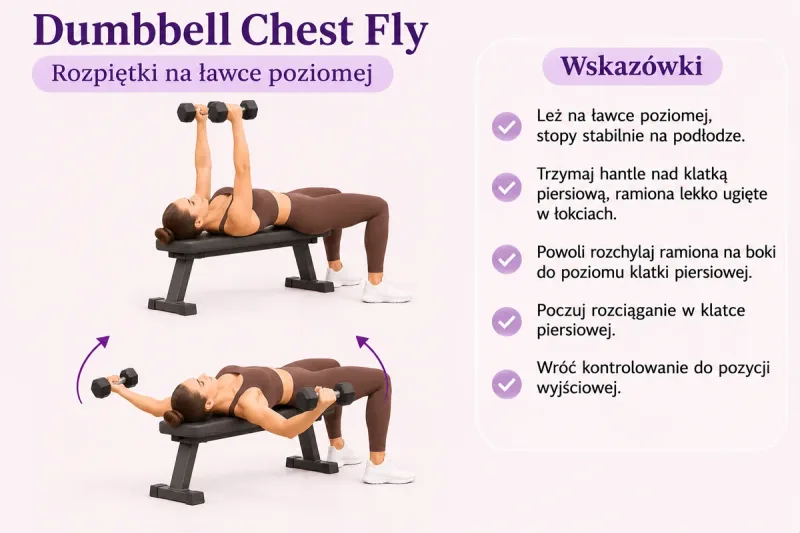 Dumbbell Chest Fly
Rozpiętki na ławce poziomej
Wskazówki
Leż na ławce poziomej,
stopy stabilnie na podłodze.
Trzymaj hantle nad klatką
piersiową, ramiona lekko ugięte
w łokciach.
Powoli rozchylaj ramiona na boki
do poziomu klatki piersiowej.
Poczuj rozciąganie w klatce
piersiowej.
Wróć kontrolowanie do pozycji
wyjściowej.